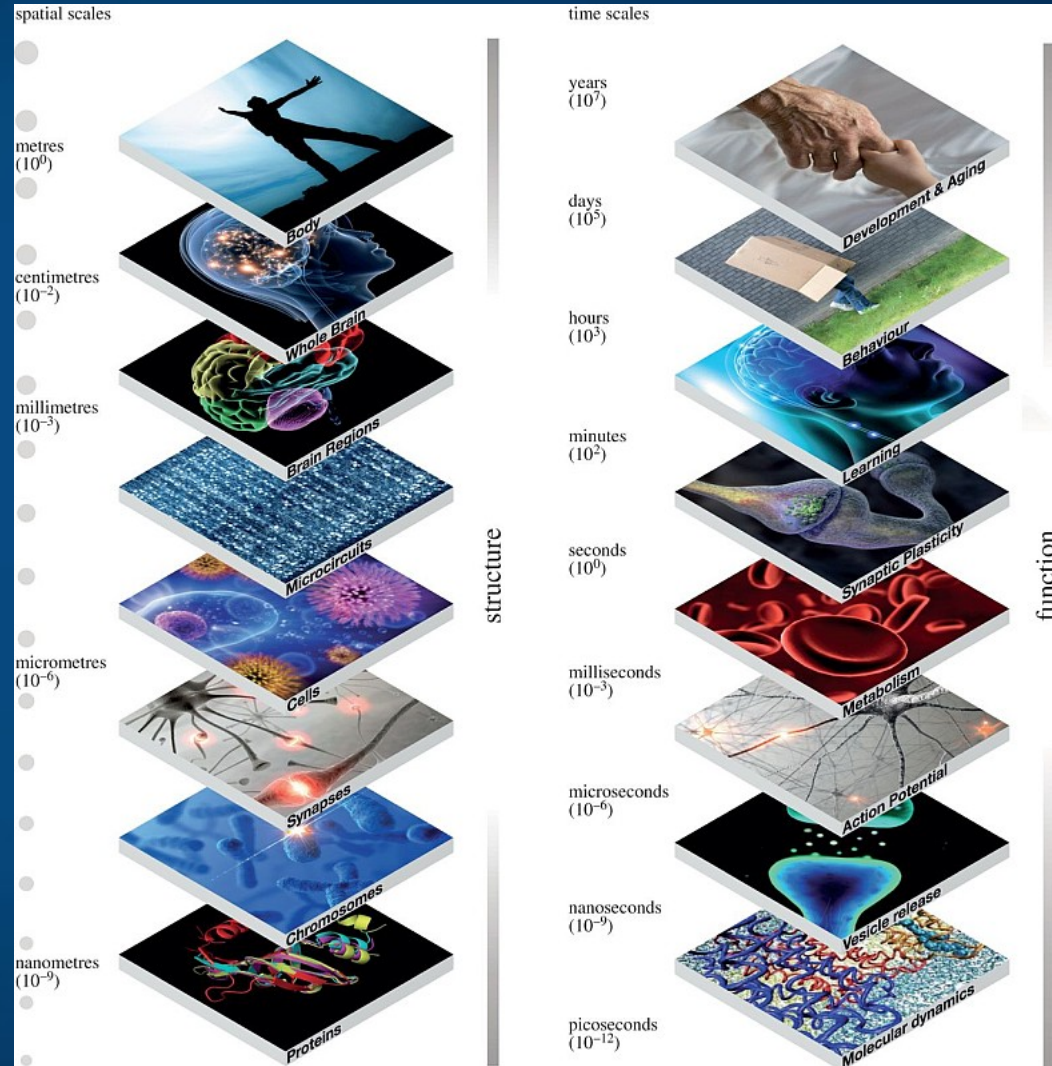 spatial scales
metres
(10⁰)
centimetres
(10⁻²)
millimetres
(10⁻³)
micrometres
(10⁻⁶)
nanometres
(10⁻⁹)
Body
Whole Brain
Brain Regions
Microcircuits
Cells
Synapses
Chromosomes
Proteins
structure
time scales
years
(10⁷)
days
(10⁵)
hours
(10³)
minutes
(10²)
seconds
(10⁰)
milliseconds
(10⁻³)
microseconds
(10⁻⁶)
nanoseconds
(10⁻⁹)
picoseconds
(10⁻¹²)
Development & Aging
Behaviour
Learning
Synaptic Plasticity
Metabolism
Action Potential
Vesicle release
Molecular dynamics
function